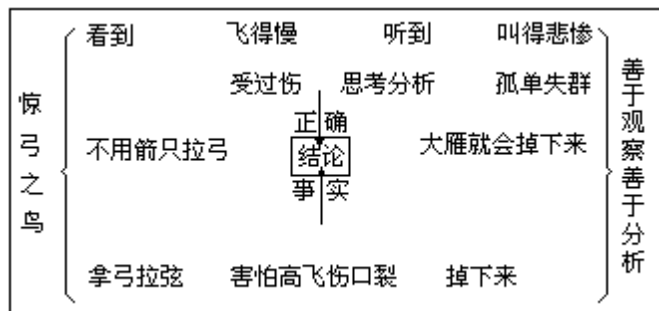 惊弓之鸟
看到 飞得慢 听到 叫得悲惨
受过伤 思考分析 孤单失群
正确
不用箭只拉弓 结论 大雁就会掉下来
事实
拿弓拉弦 害怕高飞伤口裂 掉下来
善于观察善于分析